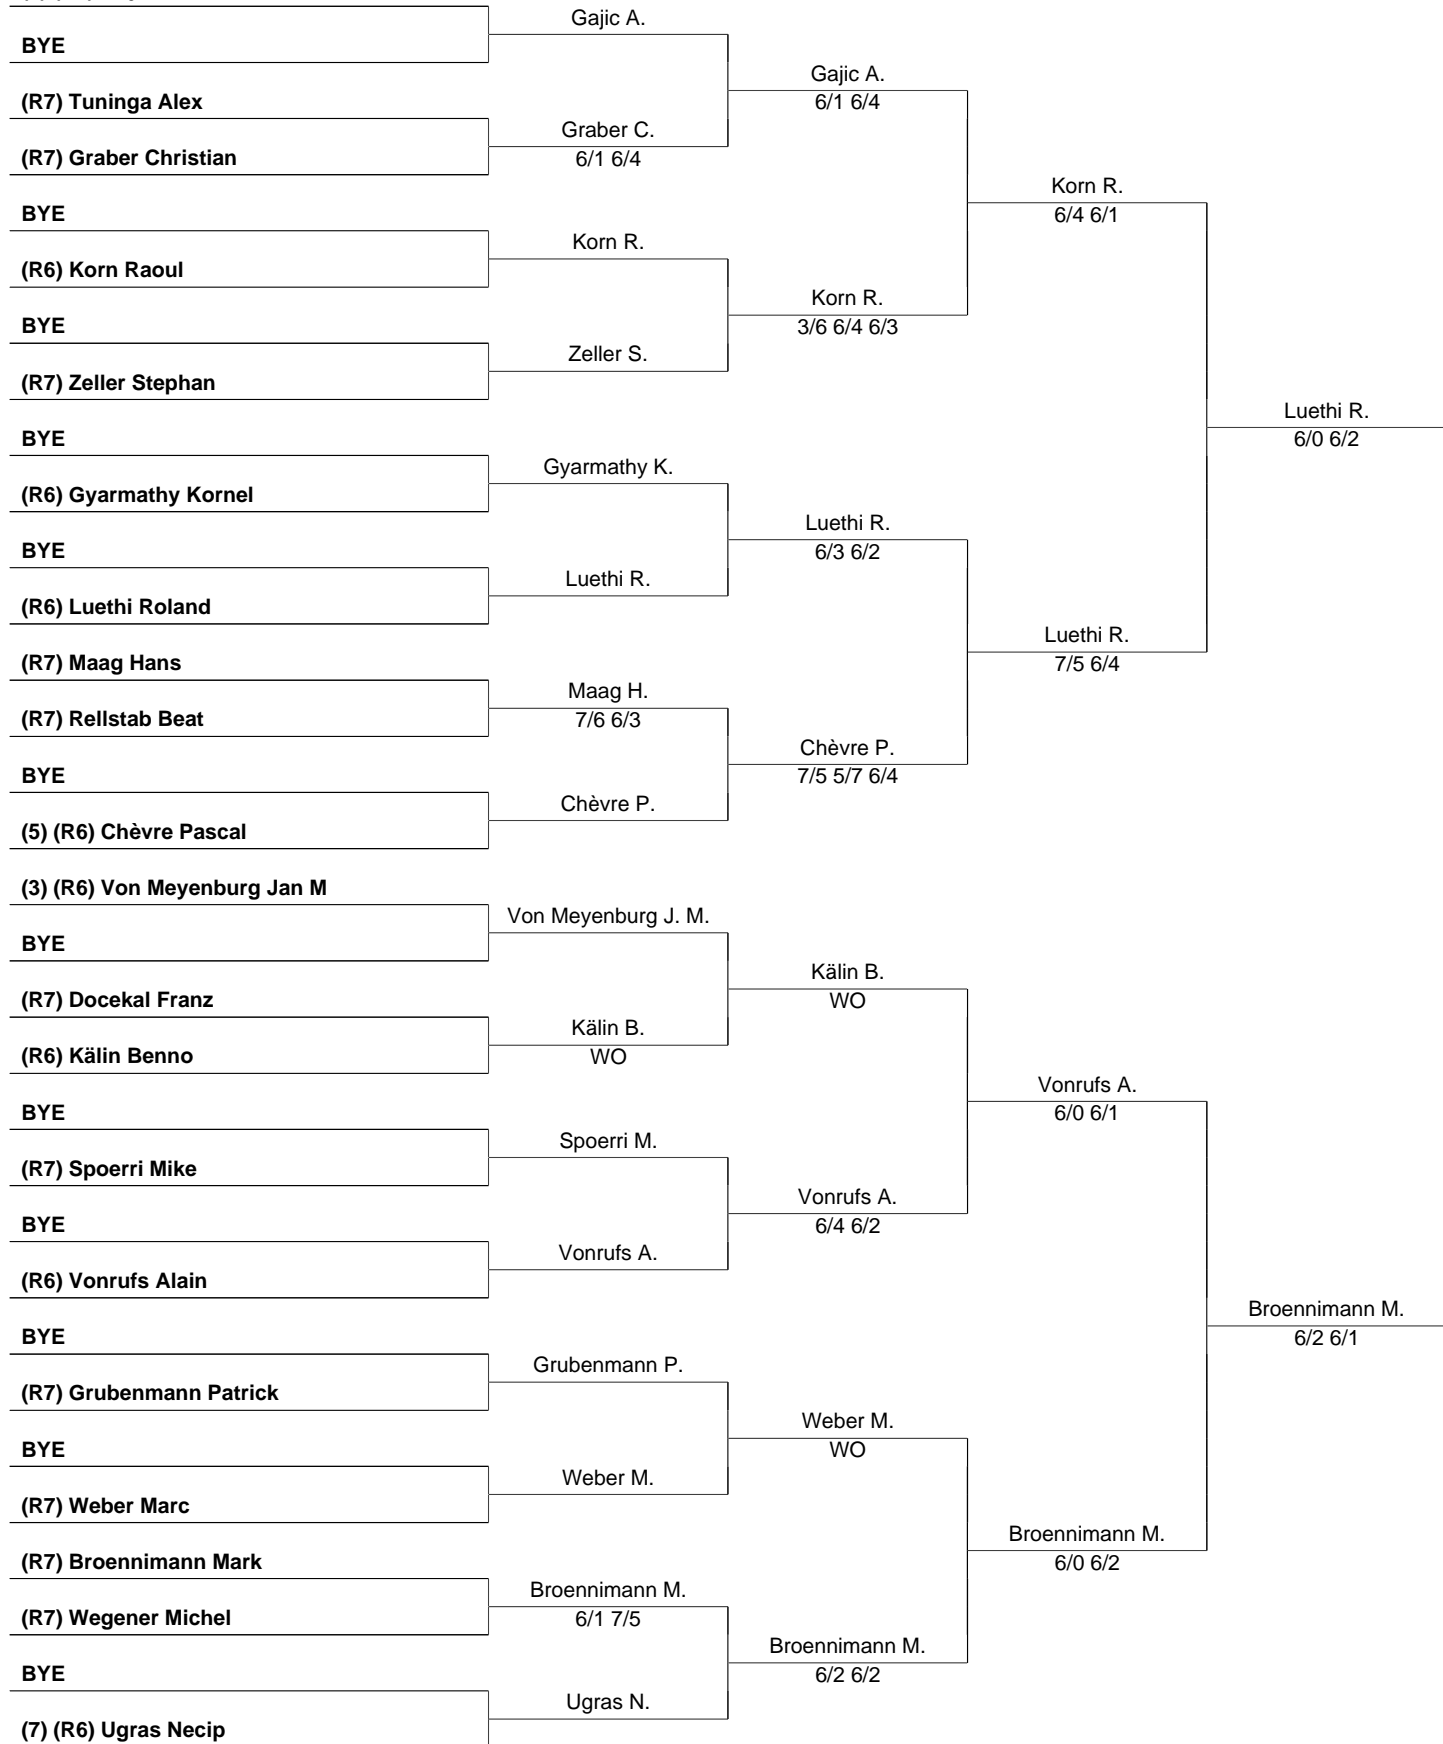 BYE
(R7) Tuninga Alex
(R7) Graber Christian
BYE
(R6) Korn Raoul
BYE
(R7) Zeller Stephan
BYE
(R6) Gyarmathy Kornel
BYE
(R6) Luethi Roland
(R7) Maag Hans
(R7) Rellstab Beat
BYE
(5) (R6) Chèvre Pascal
(3) (R6) Von Meyenburg Jan M
BYE
(R7) Docekal Franz
(R6) Kälin Benno
BYE
(R7) Spoerri Mike
BYE
(R6) Vonrufs Alain
BYE
(R7) Grubenmann Patrick
BYE
(R7) Weber Marc
(R7) Broennimann Mark
(R7) Wegener Michel
BYE
(7) (R6) Ugras Necip
Gajic A.
Graber C.
6/1 6/4
Korn R.
Zeller S.
Gyarmathy K.
Luethi R.
Maag H.
7/6 6/3
Chèvre P.
Von Meyenburg J. M.
Kälin B.
WO
Spoerri M.
Vonrufs A.
Grubenmann P.
Weber M.
Broennimann M.
6/1 7/5
Ugras N.
Gajic A.
6/1 6/4
Korn R.
3/6 6/4 6/3
Luethi R.
6/3 6/2
Chèvre P.
7/5 5/7 6/4
Kälin B.
WO
Vonrufs A.
6/4 6/2
Weber M.
WO
Broennimann M.
6/2 6/2
Korn R.
6/4 6/1
Luethi R.
7/5 6/4
Vonrufs A.
6/0 6/1
Broennimann M.
6/0 6/2
Luethi R.
6/0 6/2
Broennimann M.
6/2 6/1